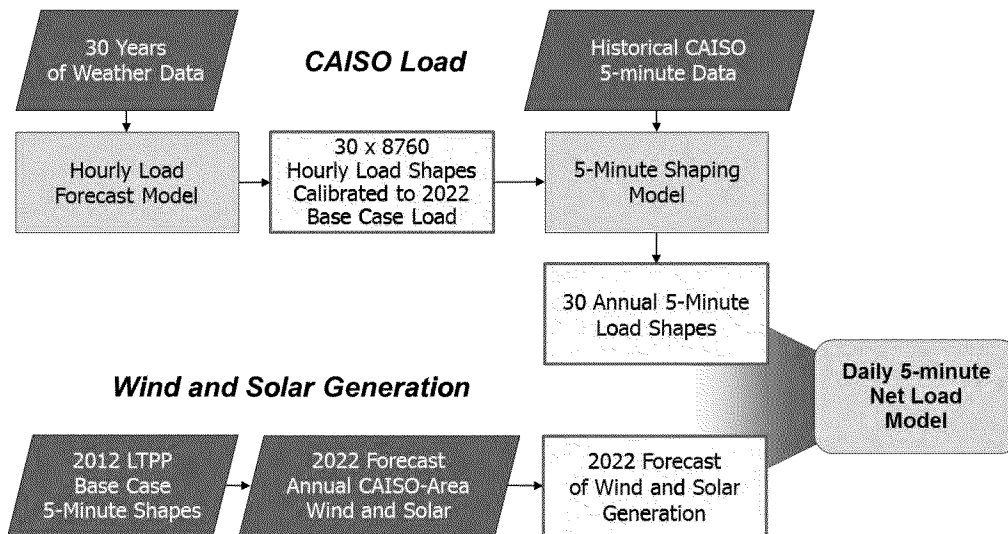 30 Years
of Weather Data
CAISO Load
Historical CAISO
5-minute Data
Hourly Load
Forecast Model
30 x 8760
Hourly Load Shapes
Calibrated to 2022
Base Case Load
5-Minute Shaping
Model
30 Annual 5-Minute
Load Shapes
Wind and Solar Generation
Daily 5-minute
Net Load
Model
2012 LTPP
Base Case
5-Minute Shapes
2022 Forecast
Annual CAISO-Area
Wind and Solar
2022 Forecast
of Wind and Solar
Generation